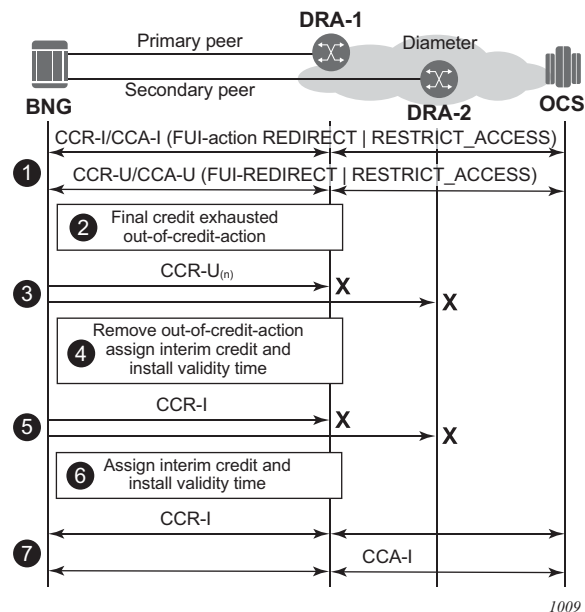 DRA-1
Primary peer
Diameter
Secondary peer
BNG
DRA-2
OCS
CCR-I/CCA-I (FUI-action REDIRECT | RESTRICT_ACCESS)
1
CCR-U/CCA-U (FUI-REDIRECT | RESTRICT_ACCESS)
2
Final credit exhausted
out-of-credit-action
CCR-U(n)
X
3
X
Remove out-of-credit-action
4
assign interim credit and
install validity time
CCR-I
X
5
X
6
Assign interim credit and
install validity time
CCR-I
7
CCA-I
1009